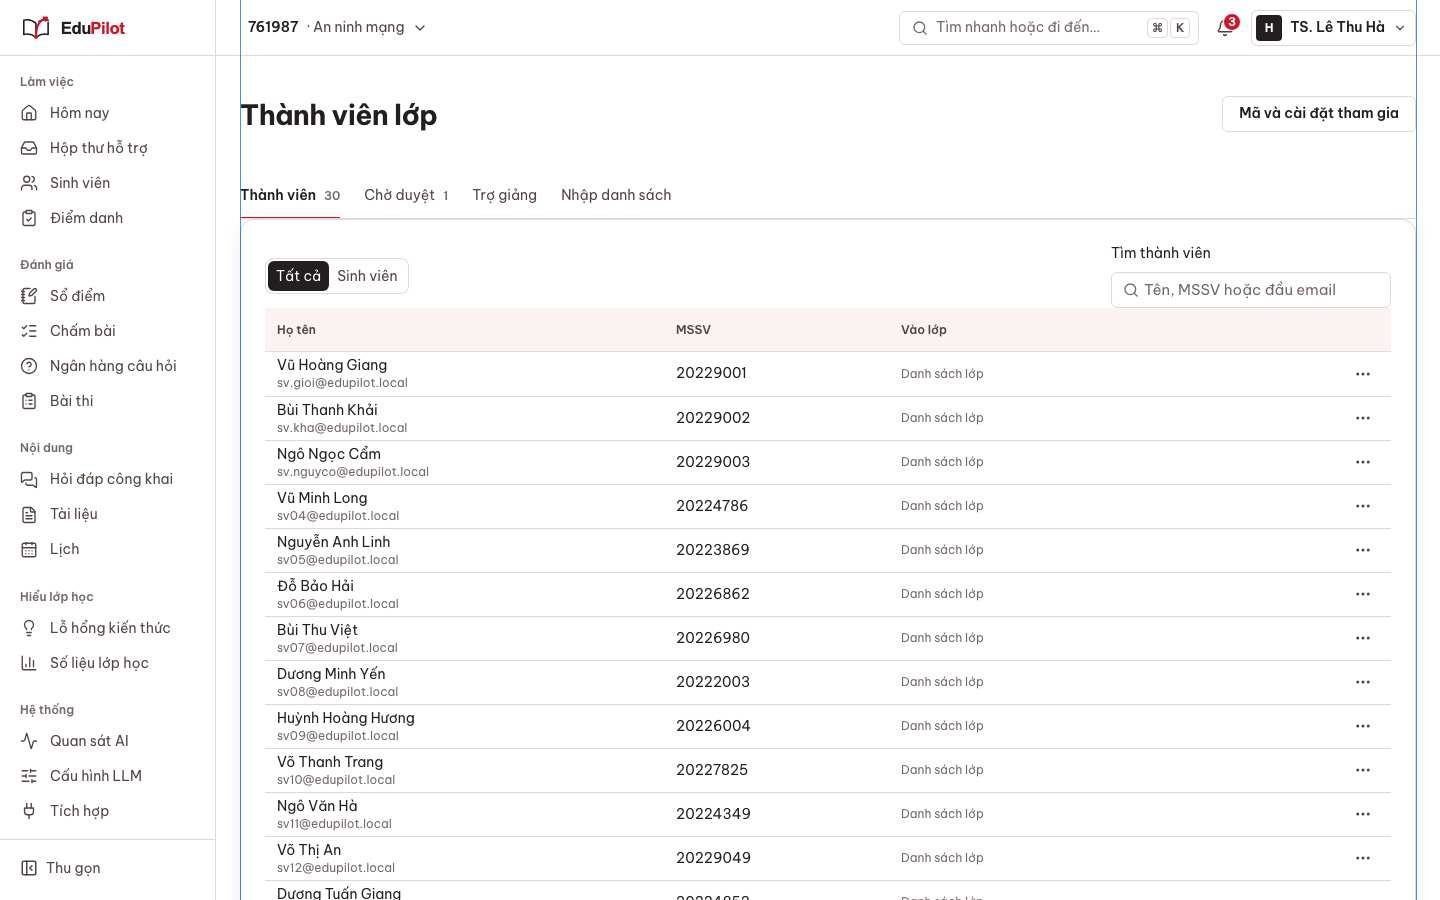 EduPilot
761987 · An ninh mạng
Tìm nhanh hoặc đi đến...
⌘ K
3
H
TS. Lê Thu Hà
Làm việc
Hôm nay
Hộp thư hỗ trợ
Sinh viên
Điểm danh
Đánh giá
Sổ điểm
Chấm bài
Ngân hàng câu hỏi
Bài thi
Nội dung
Hỏi đáp công khai
Tài liệu
Lịch
Hiểu lớp học
Lỗ hổng kiến thức
Số liệu lớp học
Hệ thống
Quan sát AI
Cấu hình LLM
Tích hợp
Thu gọn
Thành viên lớp
Mã và cài đặt tham gia
Thành viên 30
Chờ duyệt 1
Trợ giảng
Nhập danh sách
Tất cả
Sinh viên
Tìm thành viên
Tên, MSSV hoặc đầu email
Họ tên MSSV Vào lớp
Vũ Hoàng Giang
sv.gioi@edupilot.local
20229001
Danh sách lớp
Bùi Thanh Khải
sv.kha@edupilot.local
20229002
Danh sách lớp
Ngô Ngọc Cẩm
sv.nguyco@edupilot.local
20229003
Danh sách lớp
Vũ Minh Long
sv04@edupilot.local
20224786
Danh sách lớp
Nguyễn Anh Linh
sv05@edupilot.local
20223869
Danh sách lớp
Đỗ Bảo Hải
sv06@edupilot.local
20226862
Danh sách lớp
Bùi Thu Việt
sv07@edupilot.local
20226980
Danh sách lớp
Dương Minh Yến
sv08@edupilot.local
20222003
Danh sách lớp
Huỳnh Hoàng Hương
sv09@edupilot.local
20226004
Danh sách lớp
Võ Thanh Trang
sv10@edupilot.local
20227825
Danh sách lớp
Ngô Văn Hà
sv11@edupilot.local
20224349
Danh sách lớp
Võ Thị An
sv12@edupilot.local
20229049
Danh sách lớp
Dương Tuấn Giang